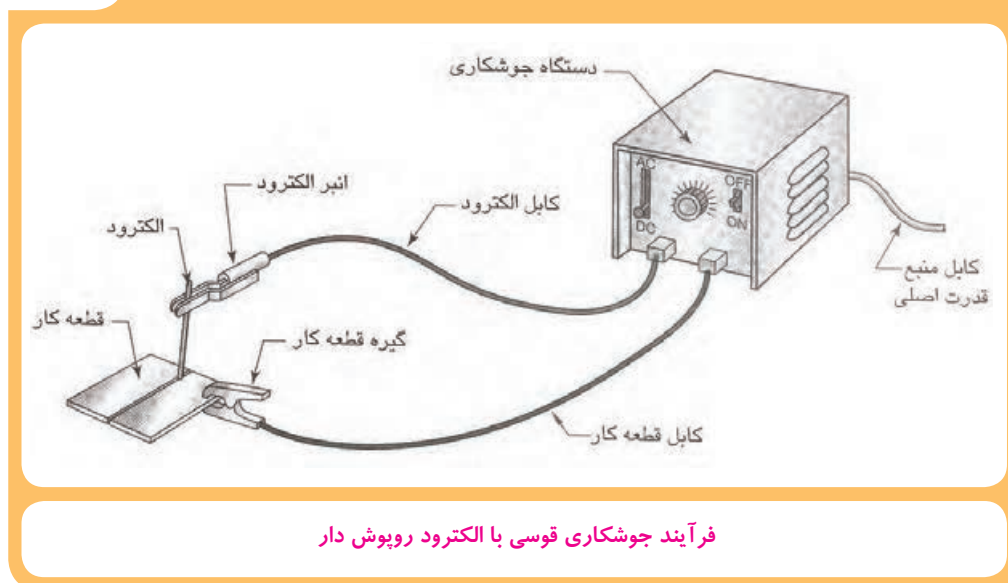 دستگاه جوشکاری
AC
DC
OFF
ON
انبر الکترود
کابل الکترود
الکترود
کابل منبع
قدرت اصلی
قطعه کار
گیره قطعه کار
کابل قطعه کار
فرآیند جوشکاری قوسی با الکترود روپوش دار